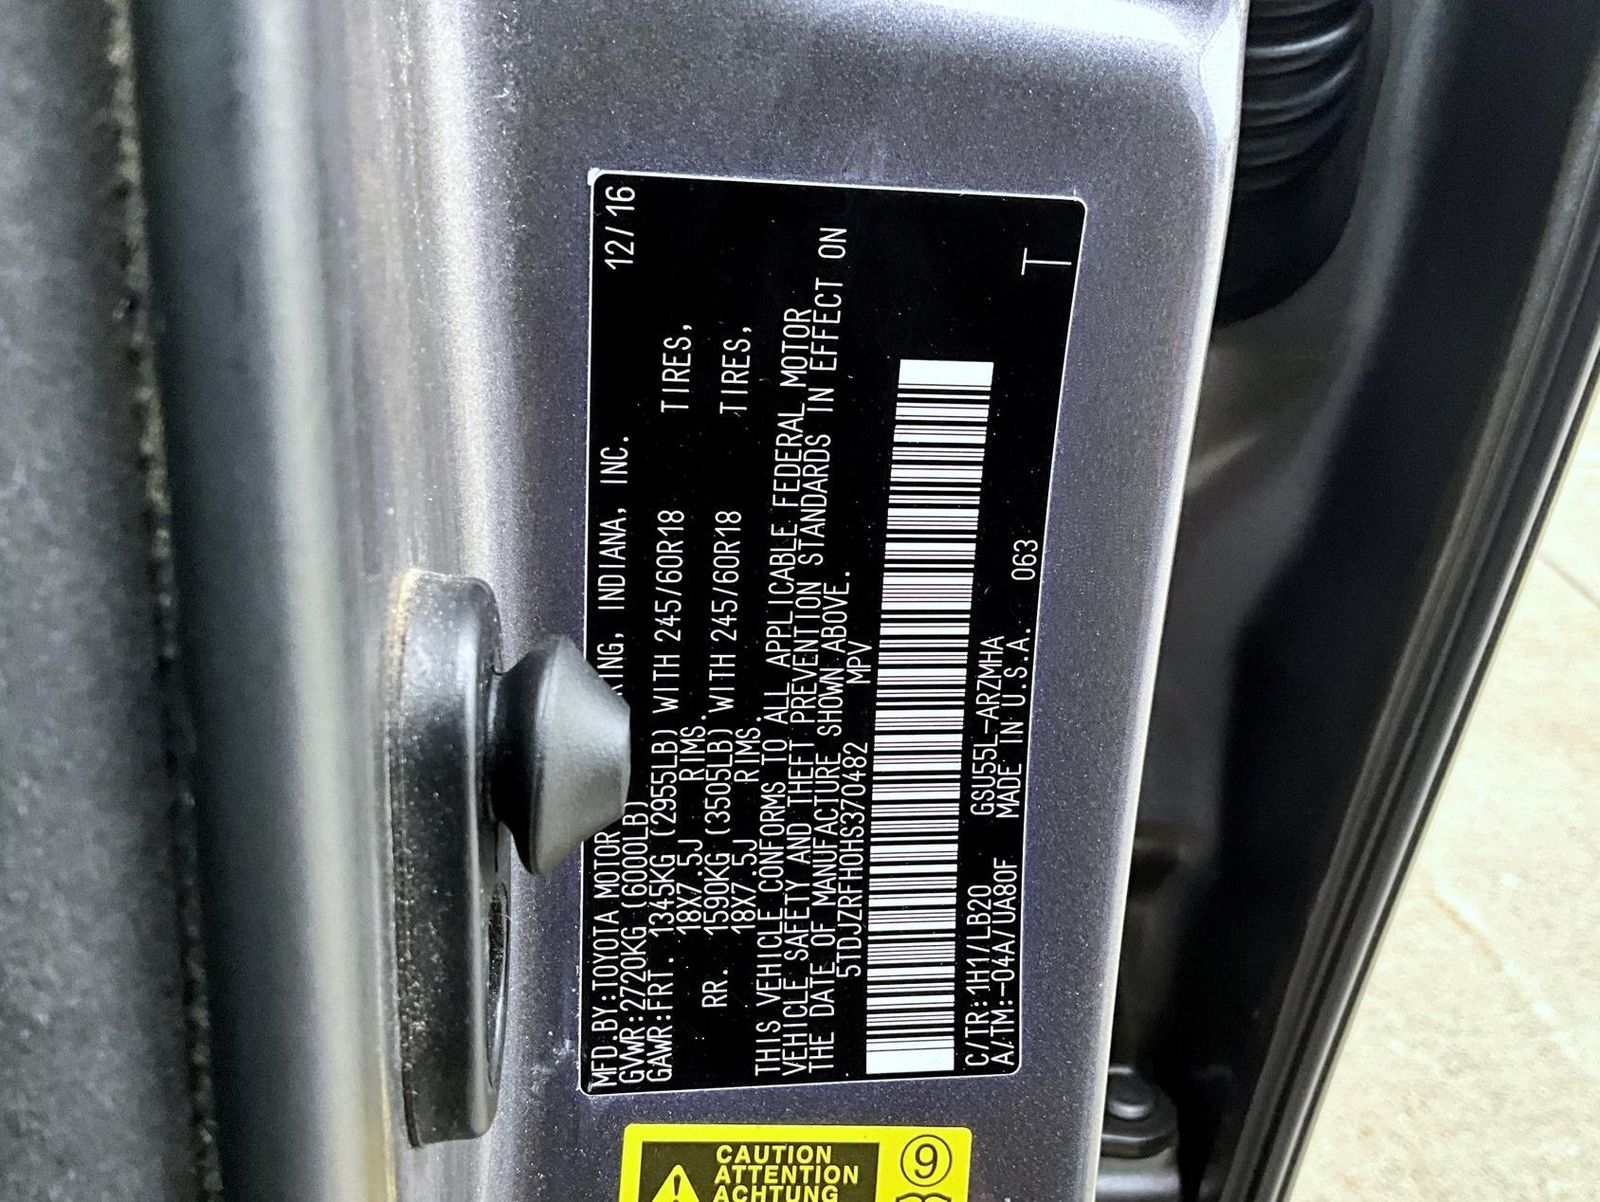 MFD.BY:TOYOTA MOTOR INDIANA, INC. 12/16
GVWR:2720KG (6000LB)
GAWR:FRT. 1345KG (2955LB) WITH 245/60R18 TIRES,
18X7.5J RIMS.
RR. 1590KG (3505LB) WITH 245/60R18 TIRES,
18X7.5J RIMS.
THIS VEHICLE CONFORMS TO ALL APPLICABLE FEDERAL MOTOR
VEHICLE SAFETY AND THEFT PREVENTION STANDARDS IN EFFECT ON
THE DATE OF MANUFACTURE SHOWN ABOVE.
5TDJZRFH0HS370482 MPV
C/TR:1H1/LB20 GSU55L-ARZMHA
A/TM:-04A/UA80F MADE IN U.S.A. 063 T
CAUTION
ATTENTION
ACHTUNG
9